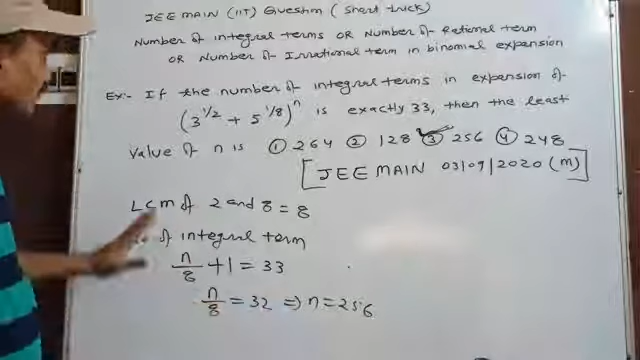 JEE MAIN (IIT) Question (Short trick)
Number of integral terms OR Number of Rational term
OR Number of Irrational term in binomial expansion
Ex:- If the number of integral terms in expansion of
(3^1/2 + 5^1/8)^n is exactly 33, then the least
value of n is ① 264 ② 128 ③ 256 ④ 248
[JEE MAIN 03/09/2020 (M)]
LCM of 2 and 8 = 8
of integral term
n/8 + 1 = 33
n/8 = 32 ⇒ n = 256